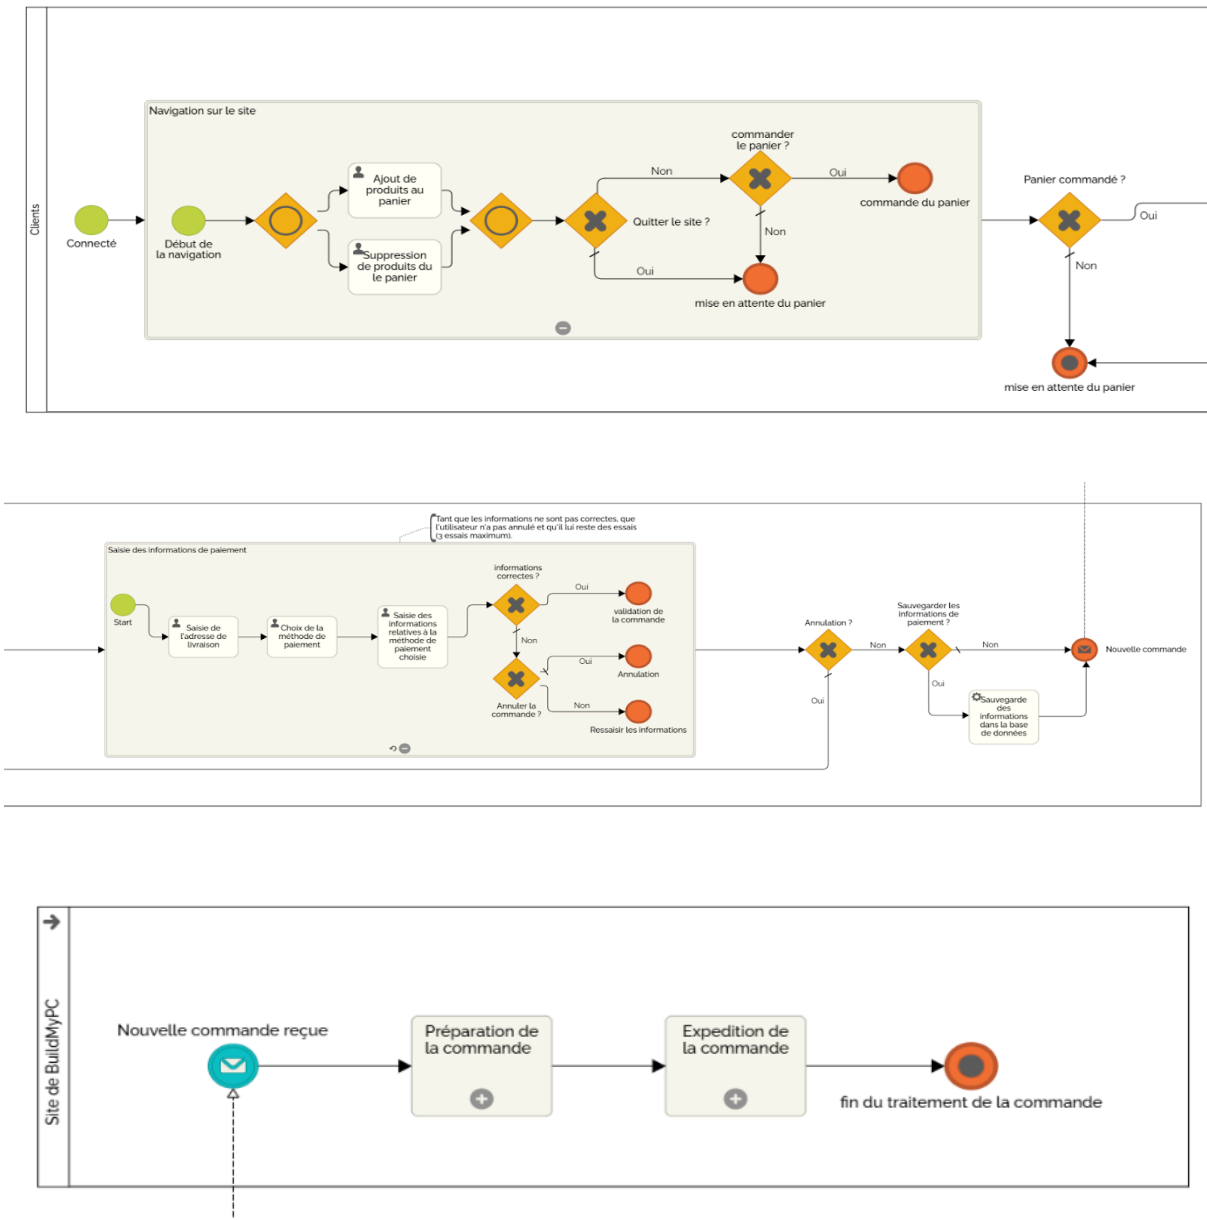 Clients
Navigation sur le site
Connecté
Début de
la navigation
Ajout de
produits au
panier
Suppression
de produits du
le panier
Quitter le site ?
Non
Oui
commander
le panier ?
Oui
Non
commande du panier
mise en attente du panier
Panier commandé ?
Oui
Non
mise en attente du panier
Tant que les informations ne sont pas correctes, que
l'utilisateur n'a pas annulé et qu'il lui reste des essais
(3 essais maximum).
Saisie des informations de paiement
Start
Saisie de
l'adresse de
livraison
Choix de la
méthode de
paiement
Saisie des
informations
relatives à la
méthode de
paiement
choisie
informations
correctes ?
Oui
Non
validation de
la commande
Oui
Annulation
Annuler la
commande ?
Non
Ressaisir les informations
Annulation ?
Non
Oui
Sauvegarder les
informations de
paiement ?
Non
Oui
Sauvegarde
des
informations
dans la base
de données
Nouvelle commande
Site de BuildMyPC
Nouvelle commande reçue
Préparation de
la commande
Expedition de
la commande
fin du traitement de la commande